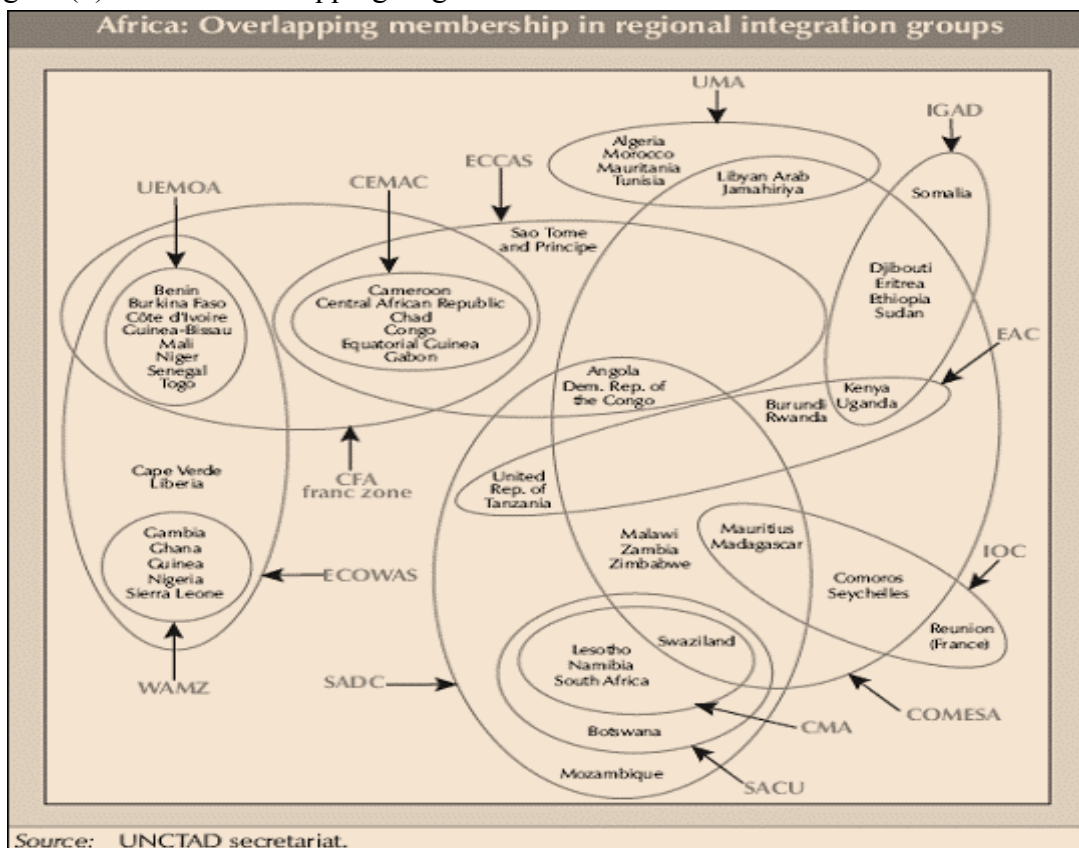 Africa: Overlapping membership in regional integration groups
UMA
IGAD
ECCAS
CEMAC
UEMOA
Algeria
Morocco
Mauritania
Tunisia
Libyan Arab
Jamahiriya
Somalia
Sao Tome
and Principe
Djibouti
Eritrea
Ethiopia
Sudan
Benin
Burkina Faso
Côte d'Ivoire
Guinea-Bissau
Mali
Niger
Senegal
Togo
Cameroon
Central African Republic
Chad
Congo
Equatorial Guinea
Gabon
EAC
Angola
Dem. Rep. of
the Congo
Kenya
Uganda
Burundi
Rwanda
CFA
franc zone
Cape Verde
Liberia
United
Rep. of
Tanzania
Gambia
Ghana
Guinea
Nigeria
Sierra Leone
ECOWAS
Malawi
Zambia
Zimbabwe
Mauritius
Madagascar
IOC
Comoros
Seychelles
Reunion
(France)
WAMZ
SADC
Lesotho
Namibia
South Africa
Swaziland
COMESA
CMA
Botswana
Mozambique
SACU
Source: UNCTAD secretariat.